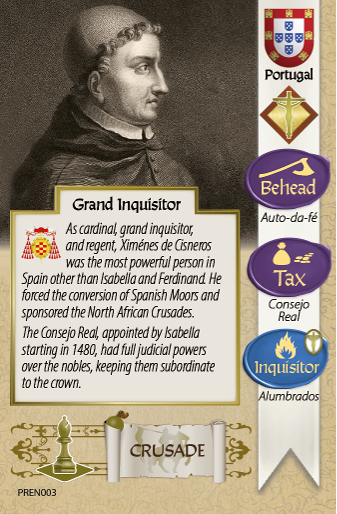 Portugal
Behead
Auto-da-fé
Tax
Consejo
Real
Inquisitor
Alumbrados
Grand Inquisitor
As cardinal, grand inquisitor,
and regent, Ximénes de Cisneros
was the most powerful person in
Spain other than Isabella and Ferdinand. He
forced the conversion of Spanish Moors and
sponsored the North African Crusades.
The Consejo Real, appointed by Isabella
starting in 1480, had full judicial powers
over the nobles, keeping them subordinate
to the crown.
CRUSADE
PREN003